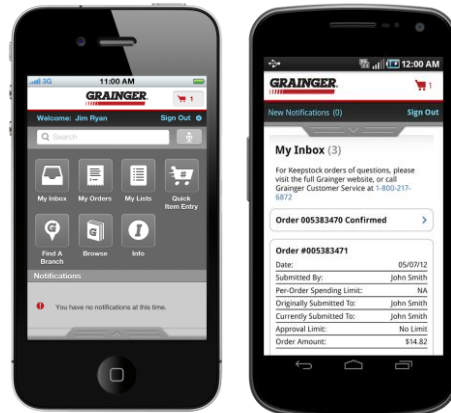 .atl 3G 11:00 AM
GRAINGER
1
Welcome: Jim Ryan Sign Out
Search
My Inbox My Orders My Lists Quick Item Entry
Find A Branch Browse Info
Notifications
You have no notifications at this time.
12:00 AM
GRAINGER
1
New Notifications (0) Sign Out
My Inbox (3)
For Keepstock orders of questions, please
visit the full Grainger website, or call
Grainger Customer Service at 1-800-217-
6872
Order 005383470 Confirmed
Order #005383471
Date: 05/07/12
Submitted By: John Smith
Per-Order Spending Limit: NA
Originally Submitted To: John Smith
Currently Submitted To: John Smith
Approval Limit: No Limit
Order Amount: $14.82